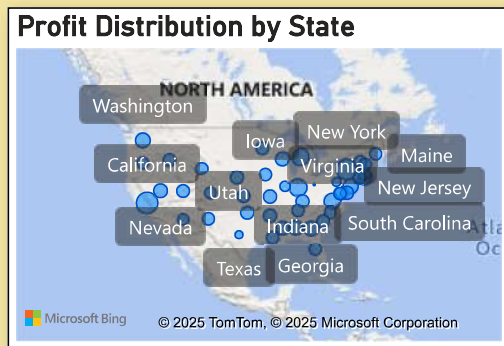 Profit Distribution by State
NORTH AMERICA
Washington
New York
Iowa
California
Virginia
Maine
Utah
New Jersey
Nevada
Indiana
South Carolina
Texas
Georgia
Microsoft Bing
© 2025 TomTom, © 2025 Microsoft Corporation